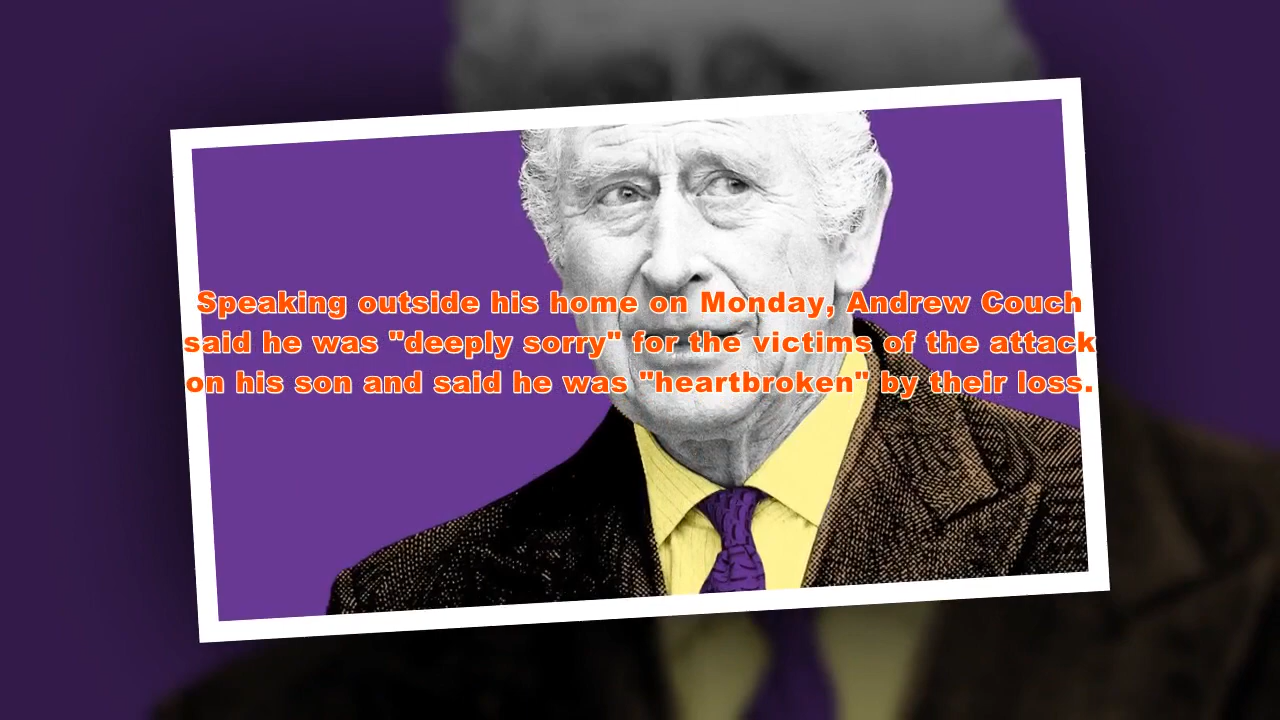 Speaking outside his home on Monday, Andrew Couch
said he was "deeply sorry" for the victims of the attack
on his son and said he was "heartbroken" by their loss.